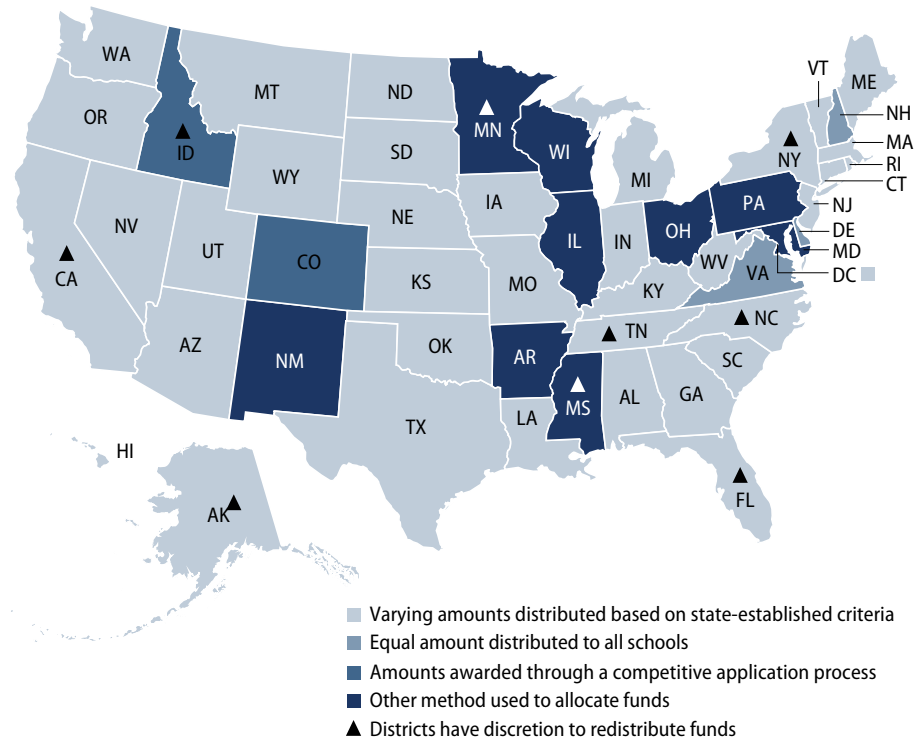 WA
VT
ME
MT
ND
OR
MN
NH
ID
SD
WI
NY
MA
WY
MI
RI
CT
IA
PA
NE
NJ
NV
OH
IL
IN
DE
UT
MD
CO
WV
VA
DC
CA
KS
MO
KY
NC
TN
AZ
OK
AR
NM
SC
MS
AL
GA
LA
TX
HI
FL
AK
Varying amounts distributed based on state-established criteria
Equal amount distributed to all schools
Amounts awarded through a competitive application process
Other method used to allocate funds
Districts have discretion to redistribute funds